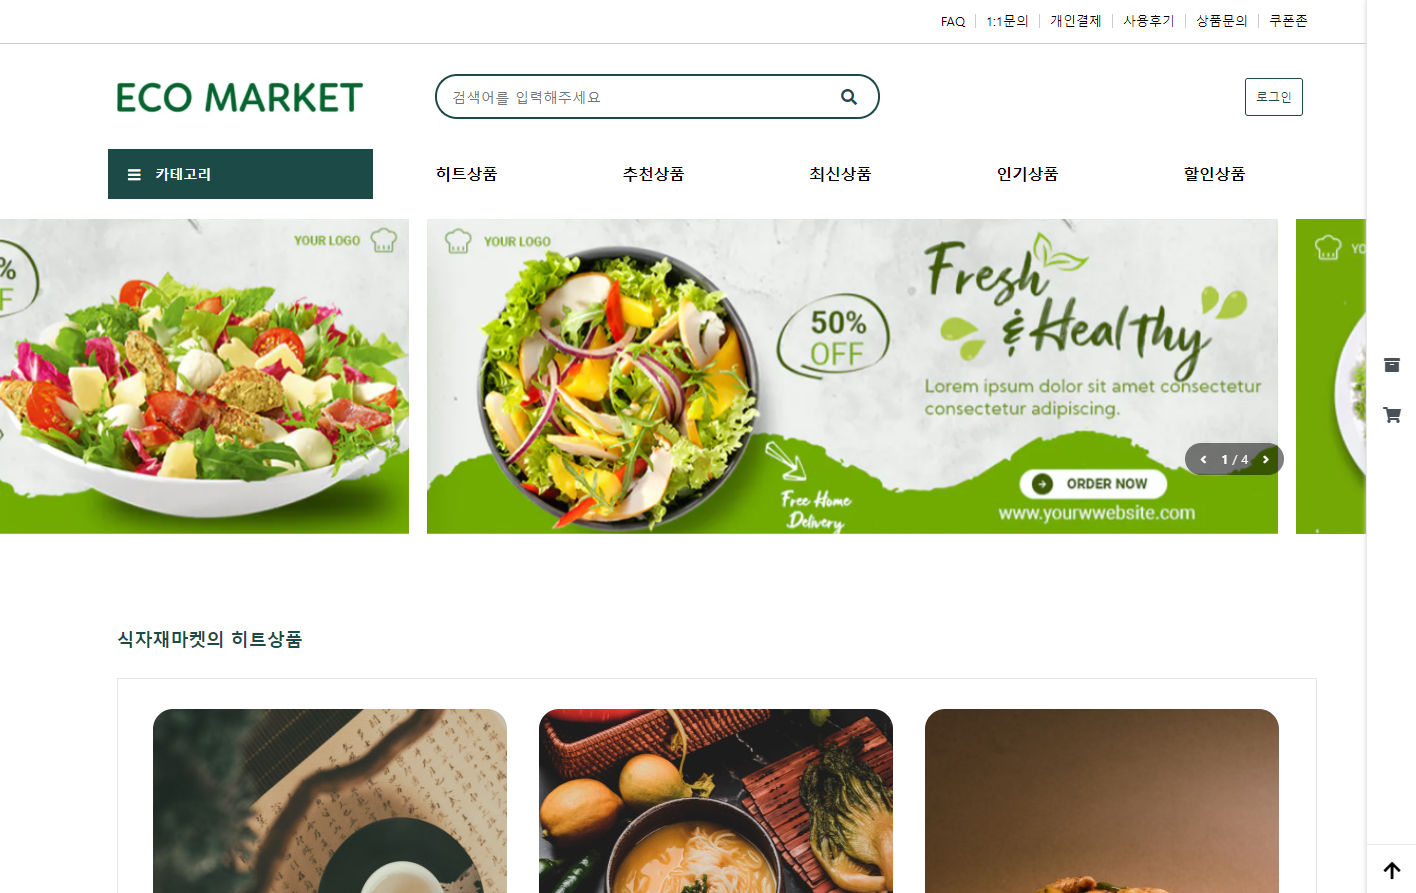 FAQ 1:1문의 개인결제 사용후기 상품문의 쿠폰존
ECO MARKET
검색어를 입력해주세요
로그인
카테고리
히트상품 추천상품 최신상품 인기상품 할인상품
YOUR LOGO
YOUR LOGO
Fresh
& Healthy
50%
OFF
Lorem ipsum dolor sit amet consectetur
consectetur adipiscing.
1 / 4
ORDER NOW
Free Home
Delivery
www.yourwwebsite.com
식자재마켓의 히트상품